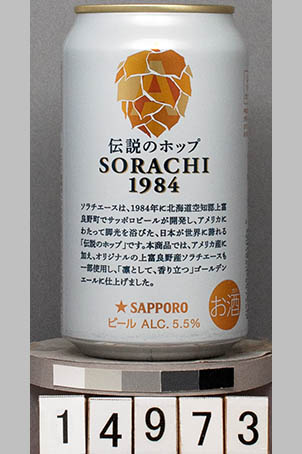 伝説のホップ
SORACHI
1984
ソラチエースは、1984年に北海道空知郡上富
良野町でサッポロビールが開発し、アメリカに
わたって脚光を浴びた、日本が世界に誇れる
「伝説のホップ」です。本商品では、アメリカ産に
加え、オリジナルの上富良野産ソラチエースも
一部使用し、「凛として、香り立つ」ゴールデン
エールに仕上げました。
★SAPPORO
ビール ALC. 5.5%
お酒
14973